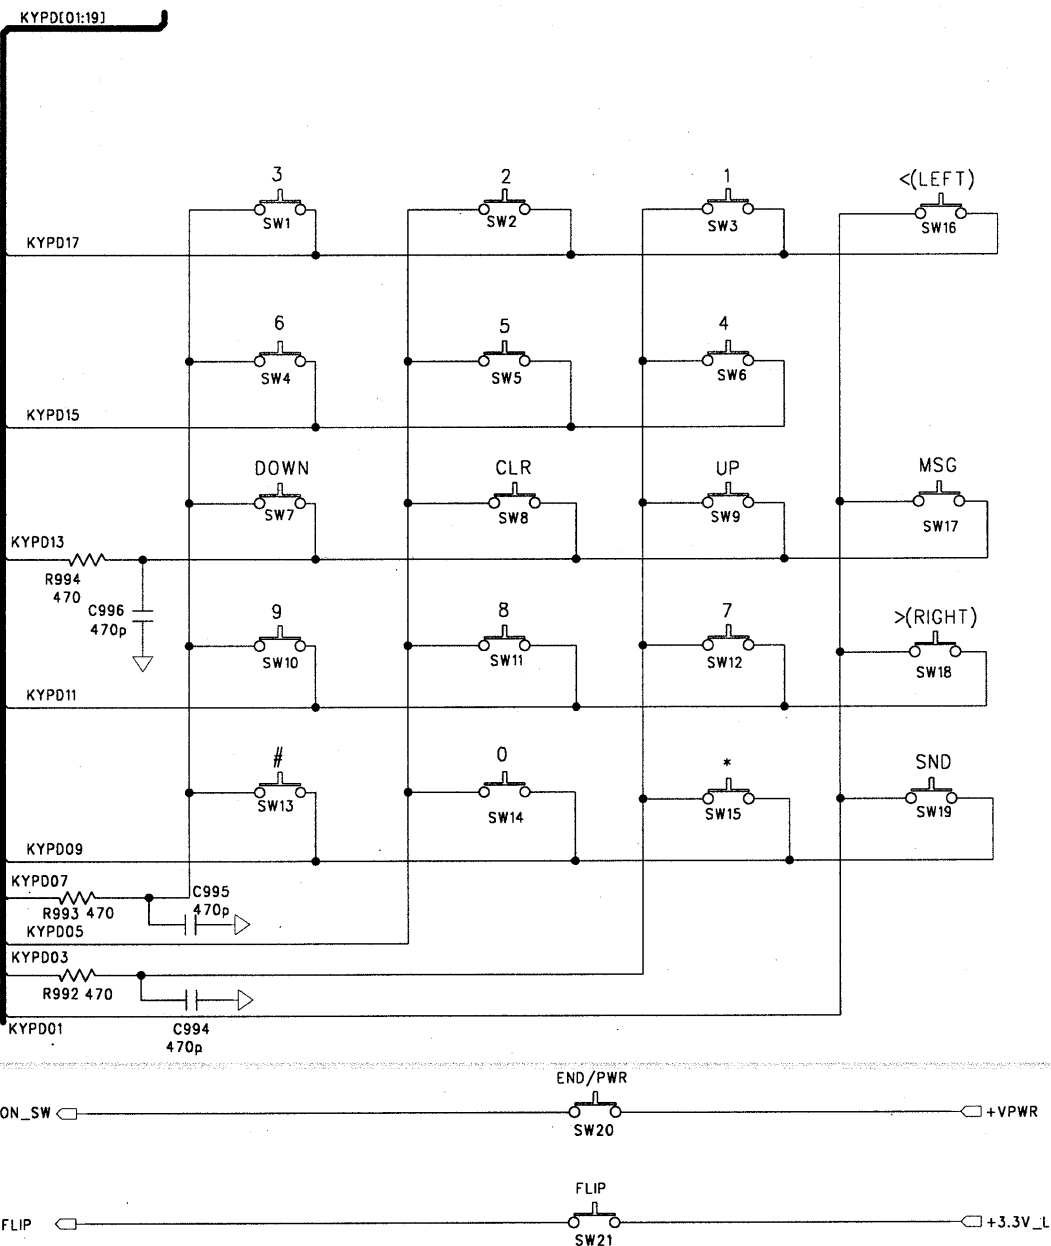 KYPD[01:19]
3
2
1
<(LEFT)
SW1
SW2
SW3
SW16
KYPD17
6
5
4
SW4
SW5
SW6
KYPD15
DOWN
CLR
UP
MSG
SW7
SW8
SW9
SW17
KYPD13
R994
470
C996
470p
9
8
7
>(RIGHT)
SW10
SW11
SW12
SW18
KYPD11
#
0
*
SND
SW13
SW14
SW15
SW19
KYPD09
KYPD07
C995
470p
R993 470
KYPD05
KYPD03
R992 470
KYPD01
C994
470p
END/PWR
ON_SW
+VPWR
SW20
FLIP
FLIP
+3.3V_L
SW21